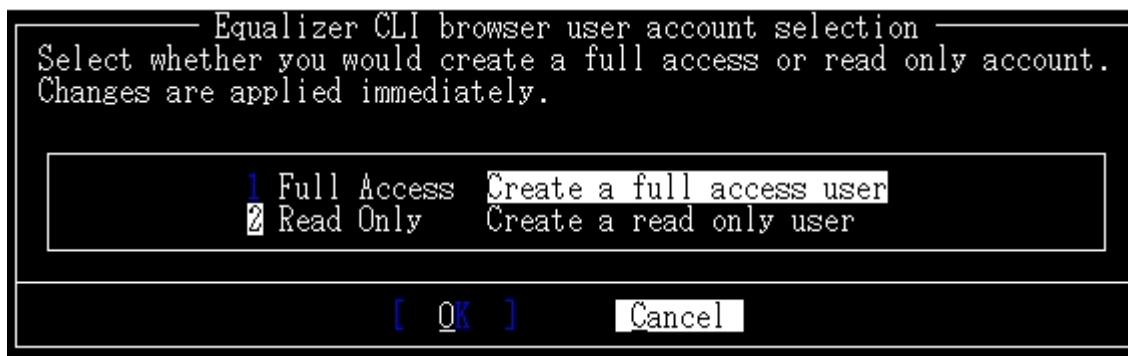 Equalizer CLI browser user account selection
Select whether you would create a full access or read only account.
Changes are applied immediately.
1 Full Access Create a full access user
2 Read Only Create a read only user
[ OK ] Cancel